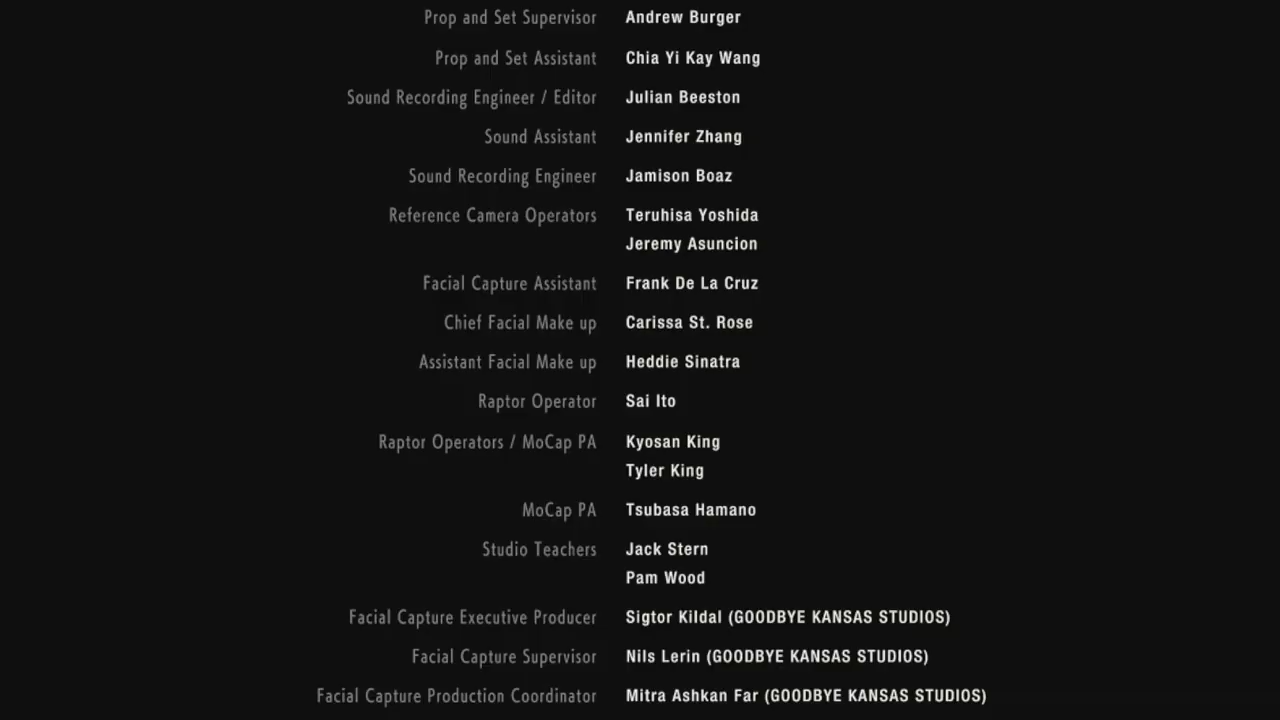 Prop and Set Supervisor Andrew Burger
Prop and Set Assistant Chia Yi Kay Wang
Sound Recording Engineer / Editor Julian Beeston
Sound Assistant Jennifer Zhang
Sound Recording Engineer Jamison Boaz
Reference Camera Operators Teruhisa Yoshida
Jeremy Asuncion
Facial Capture Assistant Frank De La Cruz
Chief Facial Make up Carissa St. Rose
Assistant Facial Make up Heddie Sinatra
Raptor Operator Sai Ito
Raptor Operators / MoCap PA Kyosan King
Tyler King
MoCap PA Tsubasa Hamano
Studio Teachers Jack Stern
Pam Wood
Facial Capture Executive Producer Sigtor Kildal (GOODBYE KANSAS STUDIOS)
Facial Capture Supervisor Nils Lerin (GOODBYE KANSAS STUDIOS)
Facial Capture Production Coordinator Mitra Ashkan Far (GOODBYE KANSAS STUDIOS)